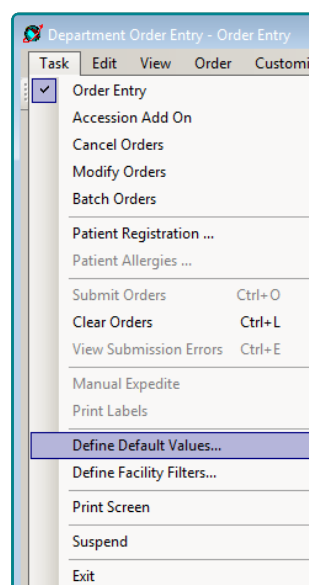 Department Order Entry - Order Entry
Task Edit View Order Customi
Order Entry
Accession Add On
Cancel Orders
Modify Orders
Batch Orders
Patient Registration ...
Patient Allergies ...
Submit Orders Ctrl+O
Clear Orders Ctrl+L
View Submission Errors Ctrl+E
Manual Expedite
Print Labels
Define Default Values...
Define Facility Filters...
Print Screen
Suspend
Exit